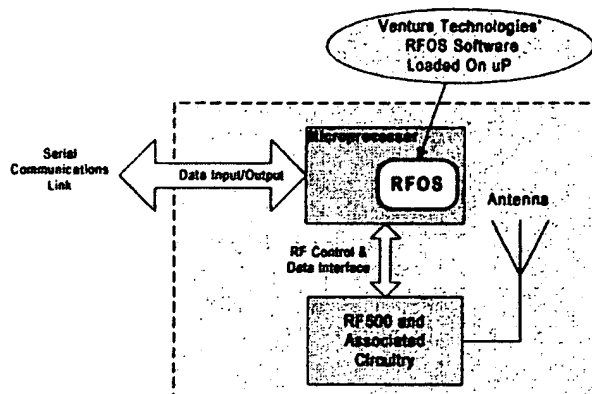 Venture Technologies'
RFOS Software
Loaded On uP
Microprocessor
Serial
Communications
Link
Data Input/Output
RFOS
Antenna
RF Control &
Data Interface
RF500 and
Associated
Circuitry